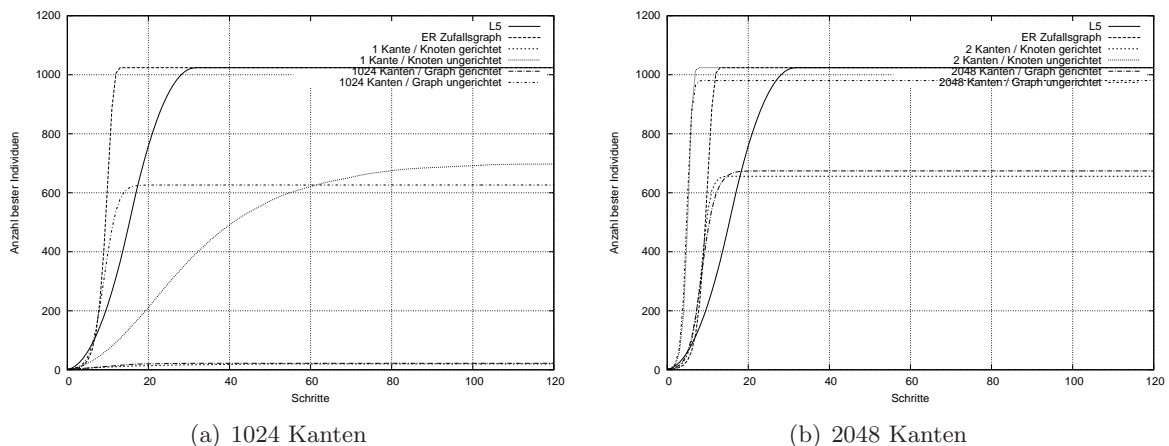 Anzahl bester Individuen
1200
1000
800
600
400
200
0
0 20 40 60 80 100 120
Schritte
L5
ER Zufallsgraph
1 Kante / Knoten gerichtet
1 Kante / Knoten ungerichtet
1024 Kanten / Graph gerichtet
1024 Kanten / Graph ungerichtet
(a) 1024 Kanten
Anzahl bester Individuen
1200
1000
800
600
400
200
0
0 20 40 60 80 100 120
Schritte
L5
ER Zufallsgraph
2 Kanten / Knoten gerichtet
2 Kanten / Knoten ungerichtet
2048 Kanten / Graph gerichtet
2048 Kanten / Graph ungerichtet
(b) 2048 Kanten